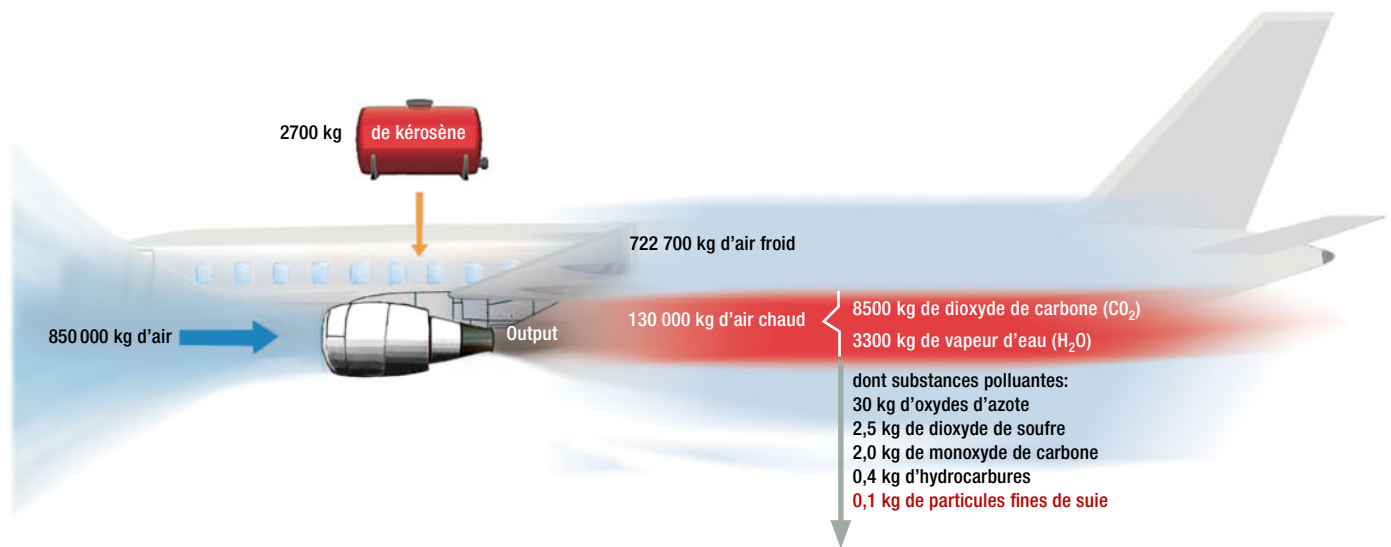 2700 kg
de kérosène
722 700 kg d'air froid
850 000 kg d'air
Output
130 000 kg d'air chaud
8500 kg de dioxyde de carbone (CO₂)
3300 kg de vapeur d'eau (H₂O)
dont substances polluantes:
30 kg d'oxydes d'azote
2,5 kg de dioxyde de soufre
2,0 kg de monoxyde de carbone
0,4 kg d'hydrocarbures
0,1 kg de particules fines de suie